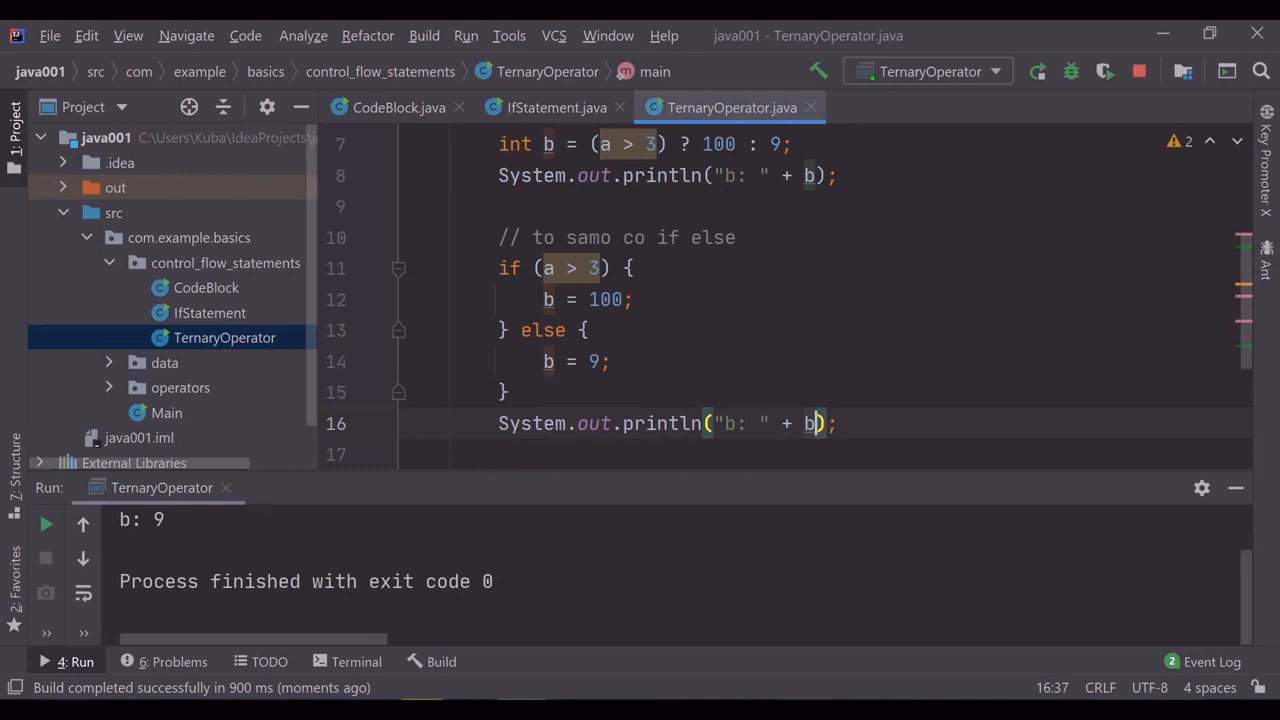 File Edit View Navigate Code Analyze Refactor Build Run Tools VCS Window Help java001 - TernaryOperator.java
java001 src com example basics control_flow_statements TernaryOperator main TernaryOperator
1: Project
Project
java001 C:\Users\Kuba\IdeaProjects\j
.idea
out
src
com.example.basics
control_flow_statements
CodeBlock
IfStatement
TernaryOperator
data
operators
Main
java001.iml
External Libraries
CodeBlock.java IfStatement.java TernaryOperator.java
7 int b = (a > 3) ? 100 : 9;
8 System.out.println("b: " + b);
9
10 // to samo co if else
11 if (a > 3) {
12 b = 100;
13 } else {
14 b = 9;
15 }
16 System.out.println("b: " + b);
17
2
Key Promoter X
Ant
7: Structure
2: Favorites
Run: TernaryOperator
b: 9
Process finished with exit code 0
4: Run 6: Problems TODO Terminal Build 2 Event Log
Build completed successfully in 900 ms (moments ago) 16:37 CRLF UTF-8 4 spaces